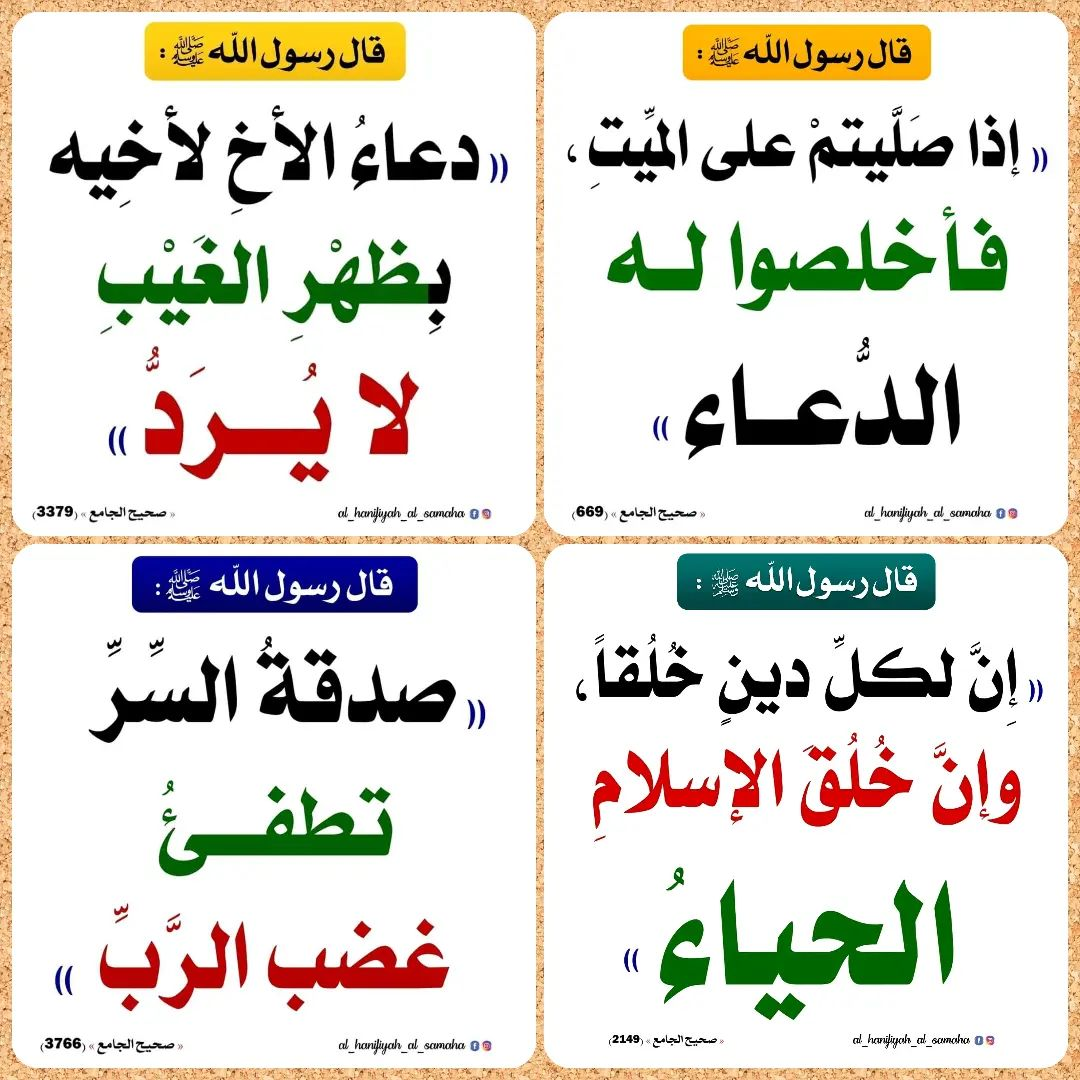 قال رسول الله ﷺ :
(( إذا صَلَّيتمْ على الميِّتِ ،
فأخلصوا لـه
الدُّعـاء ))
« صحيح الجامع » (669)
al_hanifiyah_al_samaha
قال رسول الله ﷺ :
(( دعاءُ الأخِ لأخِيه
بِظهْرِ الغَيْبِ
لا يُـرَدُّ ))
« صحيح الجامع » (3379)
al_hanifiyah_al_samaha
قال رسول الله ﷺ :
(( إِنَّ لكلِّ دينٍ خُلُقاً ،
وإنَّ خُلُقَ الإسلامِ
الحياءُ ))
« صحيح الجامع » (2149)
al_hanifiyah_al_samaha
قال رسول الله ﷺ :
(( صدقةُ السِّرِّ
تطفـئُ
غضب الرَّبِّ ))
« صحيح الجامع » (3766)
al_hanifiyah_al_samaha